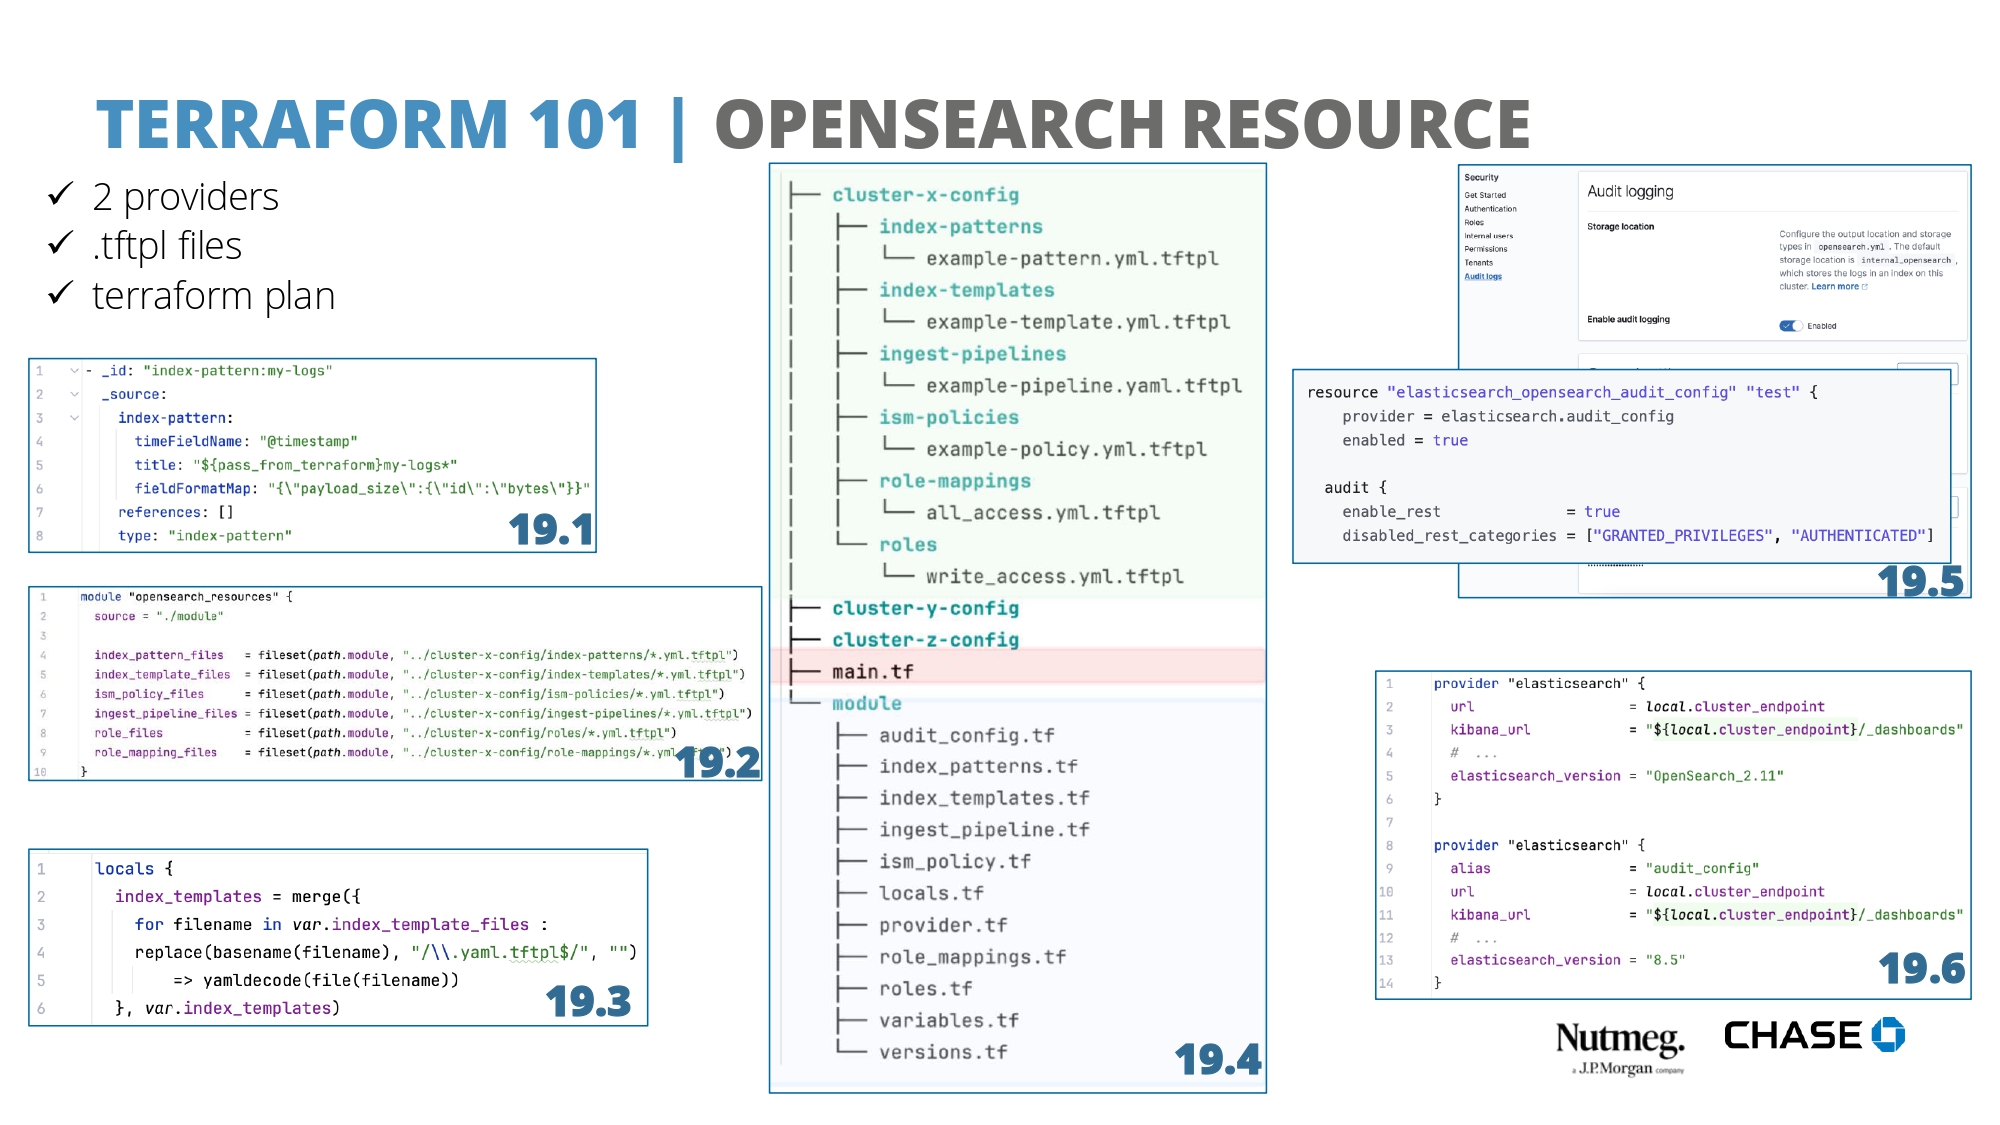 TERRAFORM 101 | OPENSEARCH RESOURCE
✓ 2 providers
✓ .tftpl files
✓ terraform plan
1 - _id: "index-pattern:my-logs"
2 _source:
3 index-pattern:
4 timeFieldName: "@timestamp"
5 title: "${pass_from_terraform}my-logs*"
6 fieldFormatMap: "{\"payload_size\":{\"id\":\"bytes\"}}"
7 references: []
8 type: "index-pattern"
19.1
1 module "opensearch_resources" {
2 source = "./module"
3
4 index_pattern_files = fileset(path.module, "../cluster-x-config/index-patterns/*.yml.tftpl")
5 index_template_files = fileset(path.module, "../cluster-x-config/index-templates/*.yml.tftpl")
6 ism_policy_files = fileset(path.module, "../cluster-x-config/ism-policies/*.yml.tftpl")
7 ingest_pipeline_files = fileset(path.module, "../cluster-x-config/ingest-pipelines/*.yml.tftpl")
8 role_files = fileset(path.module, "../cluster-x-config/roles/*.yml.tftpl")
9 role_mapping_files = fileset(path.module, "../cluster-x-config/role-mappings/*.yml.tftpl")
10 }
19.2
1 locals {
2 index_templates = merge({
3 for filename in var.index_template_files :
4 replace(basename(filename), "/\\.yaml.tftpl$/", "")
5 => yamldecode(file(filename))
6 }, var.index_templates)
19.3
├── cluster-x-config
│ ├── index-patterns
│ │ └── example-pattern.yml.tftpl
│ ├── index-templates
│ │ └── example-template.yml.tftpl
│ ├── ingest-pipelines
│ │ └── example-pipeline.yaml.tftpl
│ ├── ism-policies
│ │ └── example-policy.yml.tftpl
│ ├── role-mappings
│ │ └── all_access.yml.tftpl
│ └── roles
│ └── write_access.yml.tftpl
├── cluster-y-config
├── cluster-z-config
├── main.tf
└── module
├── audit_config.tf
├── index_patterns.tf
├── index_templates.tf
├── ingest_pipeline.tf
├── ism_policy.tf
├── locals.tf
├── provider.tf
├── role_mappings.tf
├── roles.tf
├── variables.tf
└── versions.tf
19.4
Security
Get Started
Authentication
Roles
Internal users
Permissions
Tenants
Audit logs
Audit logging
Storage location
Configure the output location and storage
types in opensearch.yml . The default
storage location is internal_opensearch ,
which stores the logs in an index on this
cluster. Learn more
Enable audit logging
Enabled
resource "elasticsearch_opensearch_audit_config" "test" {
provider = elasticsearch.audit_config
enabled = true
audit {
enable_rest = true
disabled_rest_categories = ["GRANTED_PRIVILEGES", "AUTHENTICATED"]
19.5
1 provider "elasticsearch" {
2 url = local.cluster_endpoint
3 kibana_url = "${local.cluster_endpoint}/_dashboards"
4 # ...
5 elasticsearch_version = "OpenSearch_2.11"
6 }
7
8 provider "elasticsearch" {
9 alias = "audit_config"
10 url = local.cluster_endpoint
11 kibana_url = "${local.cluster_endpoint}/_dashboards"
12 # ...
13 elasticsearch_version = "8.5"
14 }
19.6
Nutmeg.
a J.P.Morgan company
CHASE